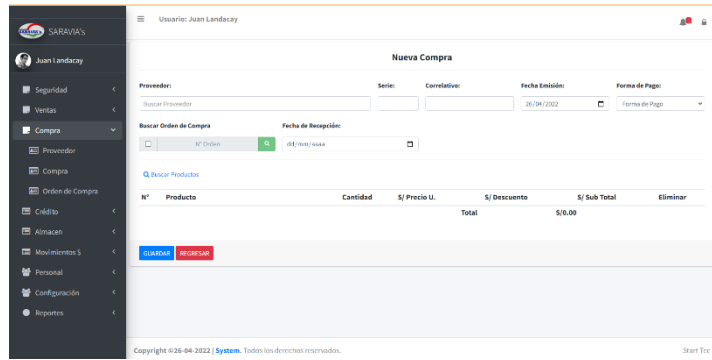 SARAVIA's
Juan Landacay
Seguridad
Ventas
Compra
Proveedor
Compra
Orden de Compra
Crédito
Almacen
Movimientos S
Personal
Configuración
Reportes
Usuario: Juan Landacay
Nueva Compra
Proveedor: Serie: Correlativo: Fecha Emisión: Forma de Pago:
Buscar Proveedor 26/04/2022 Forma de Pago
Buscar Orden de Compra Fecha de Recepción:
N° Orden dd/mm/aaaa
Buscar Productos
N° Producto Cantidad S/ Precio U. S/ Descuento S/ Sub Total Eliminar
Total S/0.00
GUARDAR REGRESAR
Copyright ©26-04-2022 | System. Todos los derechos reservados. Start Tec